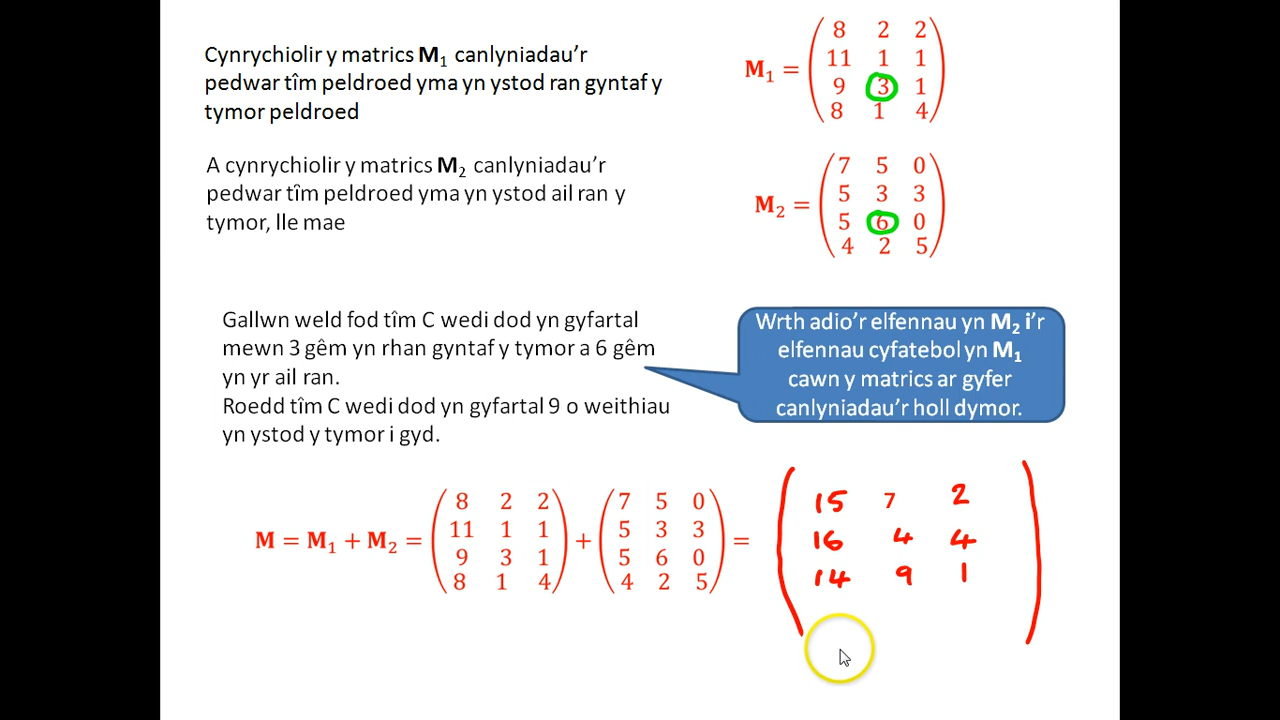 Cynrychiolir y matrics M₁ canlyniadau’r
pedwar tîm peldroed yma yn ystod ran gyntaf y
tymor peldroed
M₁ =
8 2 2
11 1 1
9 3 1
8 1 4
A cynrychiolir y matrics M₂ canlyniadau’r
pedwar tîm peldroed yma yn ystod ail ran y
tymor, lle mae
M₂ =
7 5 0
5 3 3
5 6 0
4 2 5
Gallwn weld fod tîm C wedi dod yn gyfartal
mewn 3 gêm yn rhan gyntaf y tymor a 6 gêm
yn yr ail ran.
Roedd tîm C wedi dod yn gyfartal 9 o weithiau
yn ystod y tymor i gyd.
Wrth adio’r elfennau yn M₂ i’r
elfennau cyfatebol yn M₁
cawn y matrics ar gyfer
canlyniadau’r holl dymor.
M = M₁ + M₂ =
8 2 2
11 1 1
9 3 1
8 1 4
+
7 5 0
5 3 3
5 6 0
4 2 5
=
15 7 2
16 4 4
14 9 1